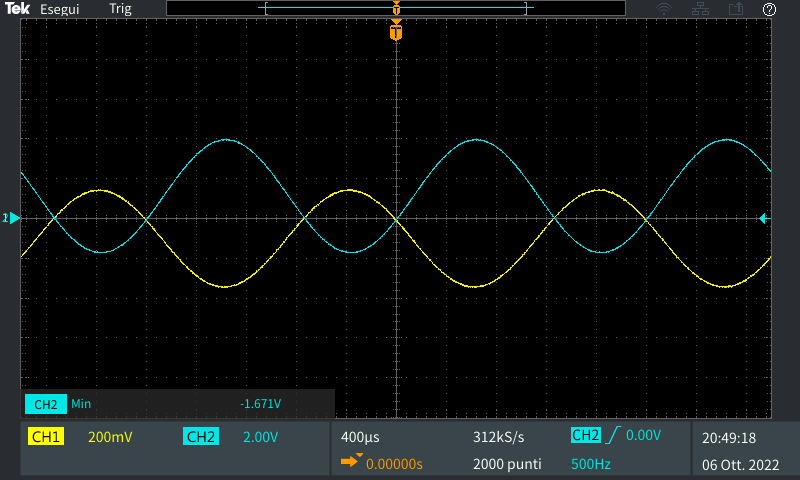 Tek Esegui Trig T
T
CH2 Min -1.671V
CH1 200mV CH2 2.00V 400µs 312kS/s CH2 0.00V 20:49:18
0.00000s 2000 punti 500Hz 06 Ott. 2022